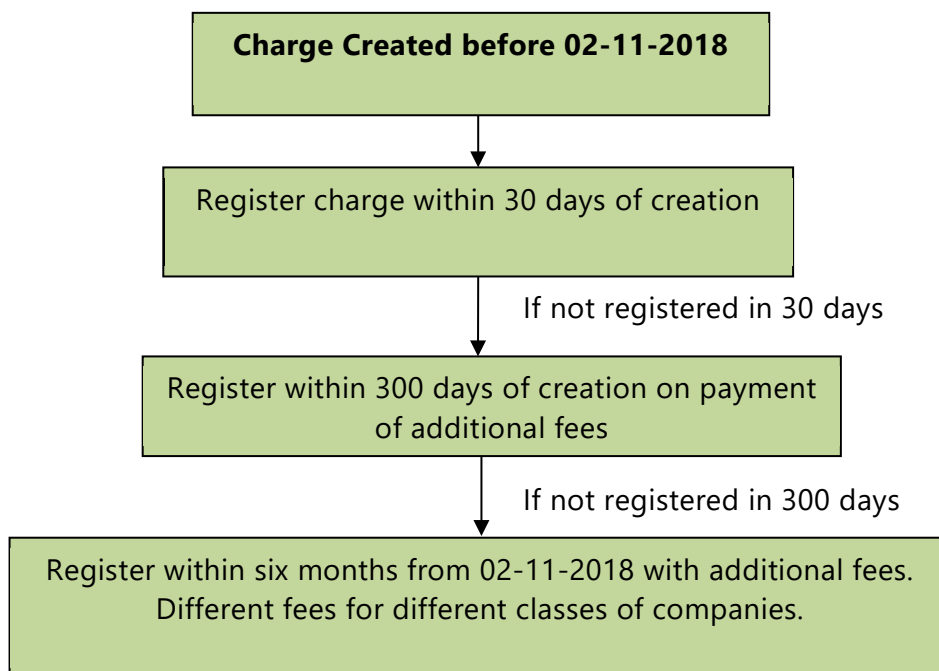 Charge Created before 02-11-2018
Register charge within 30 days of creation
If not registered in 30 days
Register within 300 days of creation on payment
of additional fees
If not registered in 300 days
Register within six months from 02-11-2018 with additional fees.
Different fees for different classes of companies.